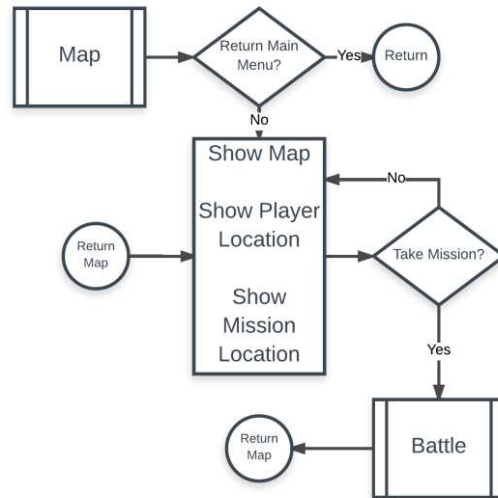 Map
Return Main
Menu?
Yes
Return
No
Show Map
Show Player
Location
Show
Mission
Location
Return
Map
No
Take Mission?
Yes
Battle
Return
Map